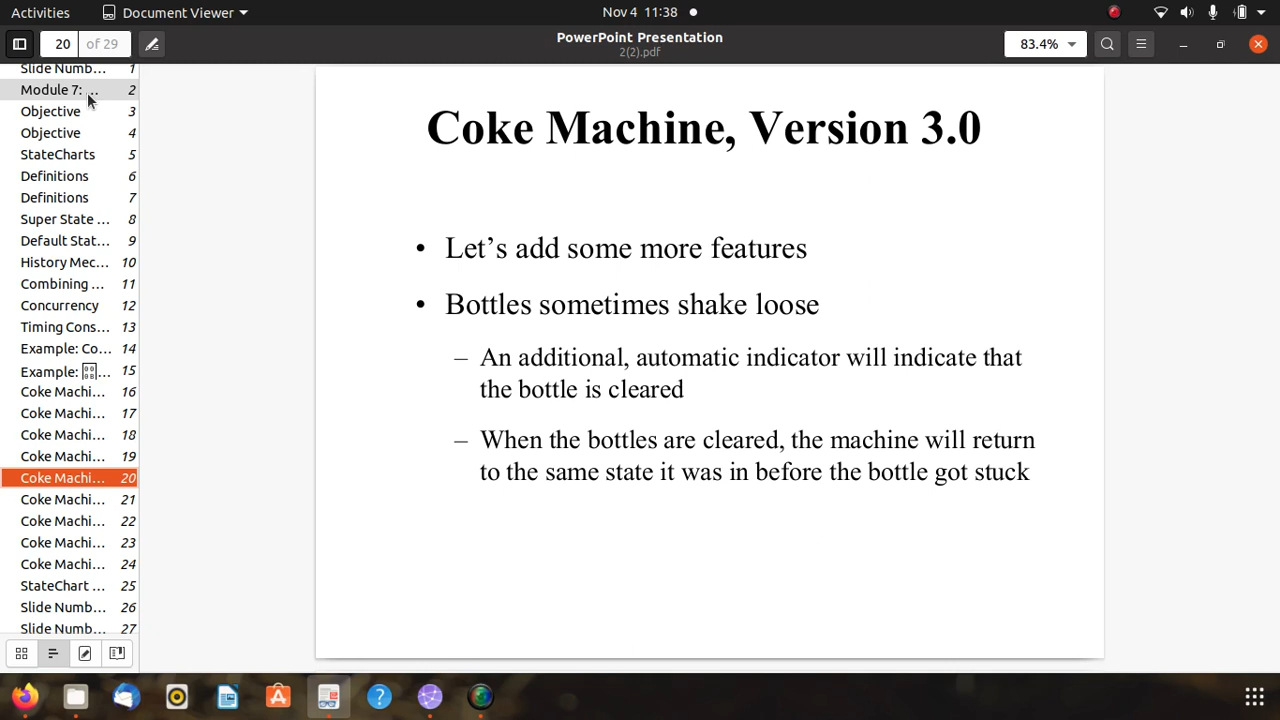 Activities
Document Viewer
Nov 4 11:38
20 of 29
PowerPoint Presentation
2(2).pdf
83.4%
Slide Numb... 1
Module 7: ... 2
Objective 3
Objective 4
StateCharts 5
Definitions 6
Definitions 7
Super State ... 8
Default Stat... 9
History Mec... 10
Combining ... 11
Concurrency 12
Timing Cons... 13
Example: Co... 14
Example: ... 15
Coke Machi... 16
Coke Machi... 17
Coke Machi... 18
Coke Machi... 19
Coke Machi... 20
Coke Machi... 21
Coke Machi... 22
Coke Machi... 23
Coke Machi... 24
StateChart ... 25
Slide Numb... 26
Slide Numb... 27
Coke Machine, Version 3.0
• Let’s add some more features
• Bottles sometimes shake loose
– An additional, automatic indicator will indicate that
the bottle is cleared
– When the bottles are cleared, the machine will return
to the same state it was in before the bottle got stuck